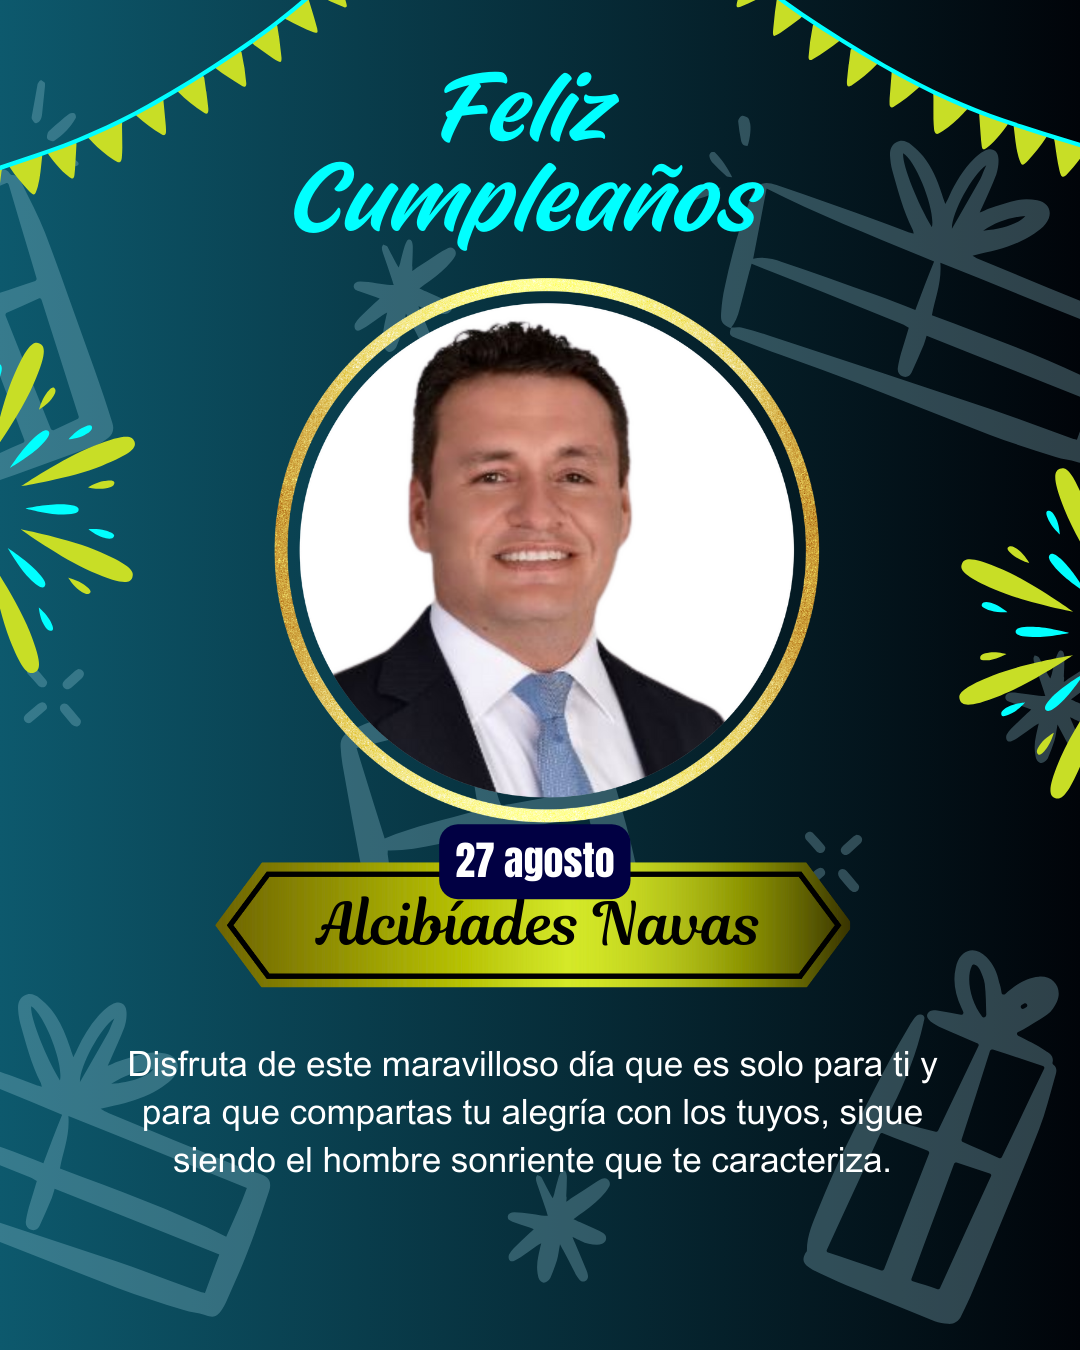 Feliz
Cumpleaños
27 agosto
Alcibíades Navas
Disfruta de este maravilloso día que es solo para ti y
para que compartas tu alegría con los tuyos, sigue
siendo el hombre sonriente que te caracteriza.